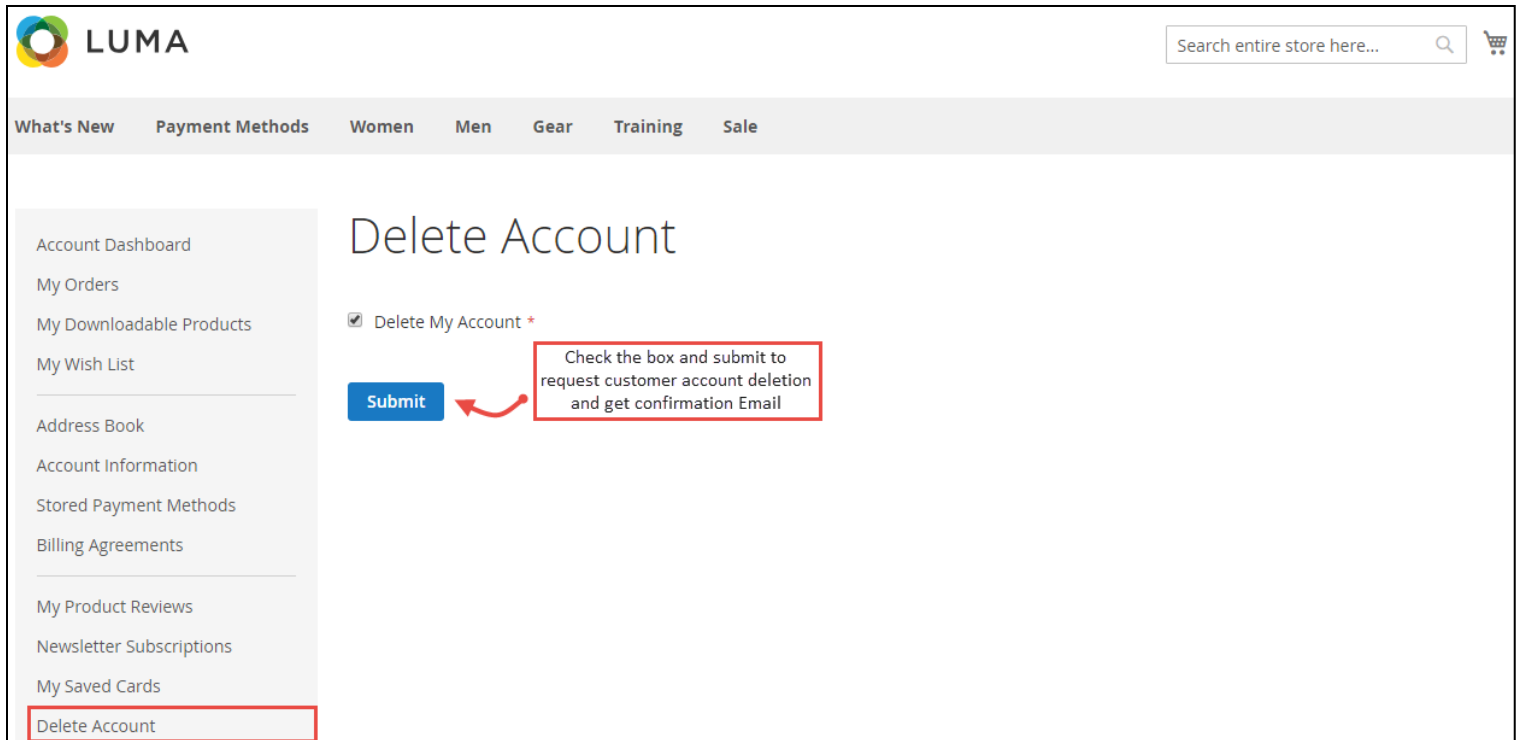 LUMA
Search entire store here...
What's New Payment Methods Women Men Gear Training Sale
Account Dashboard
My Orders
My Downloadable Products
My Wish List
Address Book
Account Information
Stored Payment Methods
Billing Agreements
My Product Reviews
Newsletter Subscriptions
My Saved Cards
Delete Account
Delete Account
Delete My Account *
Submit
Check the box and submit to
request customer account deletion
and get confirmation Email